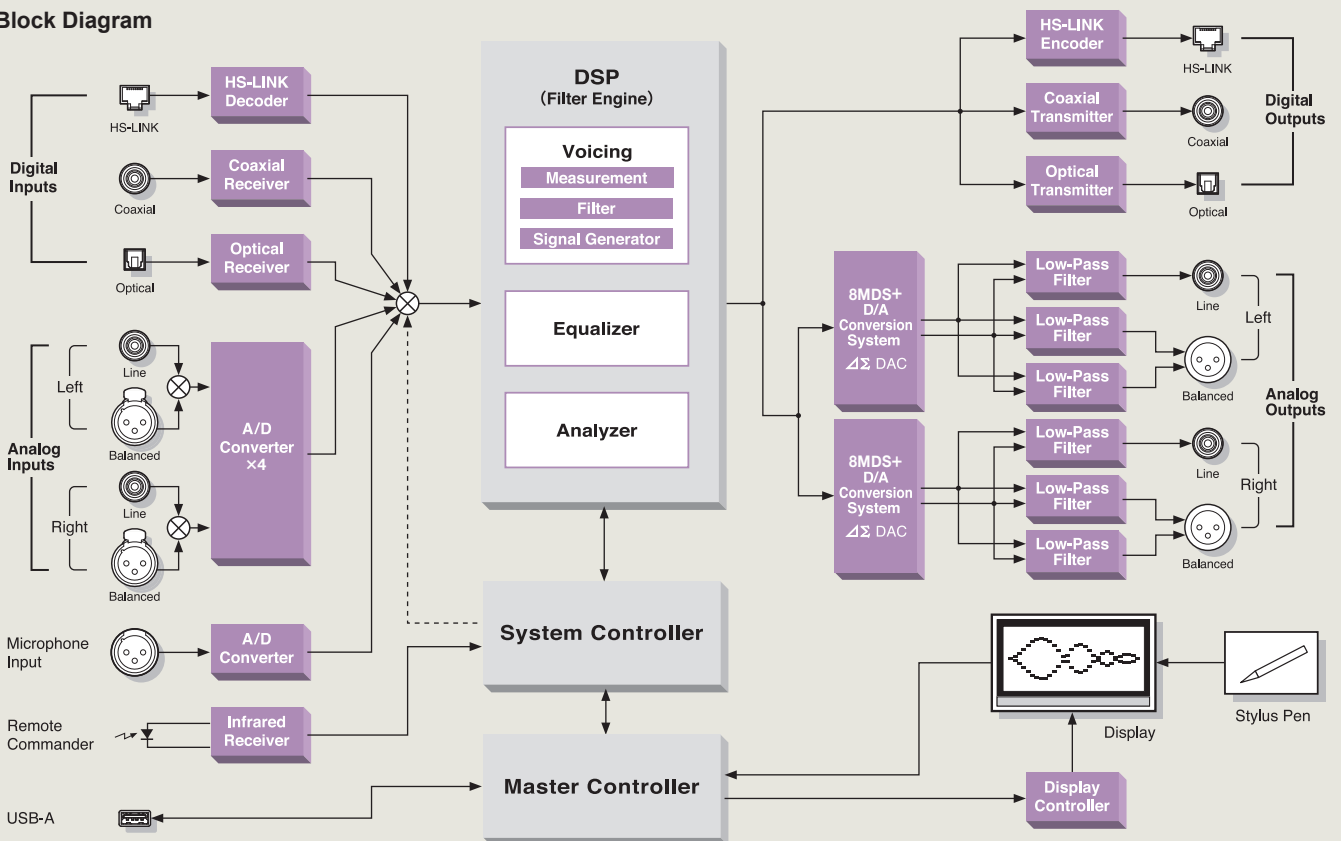 Block Diagram
Digital
Inputs
HS-LINK
HS-LINK
Decoder
Coaxial
Coaxial
Receiver
Optical
Optical
Receiver
Analog
Inputs
Left
Line
Balanced
Right
Line
Balanced
A/D
Converter
×4
Microphone
Input
A/D
Converter
Remote
Commander
Infrared
Receiver
USB-A
DSP
(Filter Engine)
Voicing
Measurement
Filter
Signal Generator
Equalizer
Analyzer
System Controller
Master Controller
HS-LINK
Encoder
HS-LINK
Coaxial
Transmitter
Coaxial
Optical
Transmitter
Optical
Digital
Outputs
8MDS+
D/A
Conversion
System
ΔΣ DAC
Low-Pass
Filter
Line
Low-Pass
Filter
Low-Pass
Filter
Balanced
Left
8MDS+
D/A
Conversion
System
ΔΣ DAC
Low-Pass
Filter
Line
Low-Pass
Filter
Low-Pass
Filter
Balanced
Right
Analog
Outputs
Display
Stylus Pen
Display
Controller